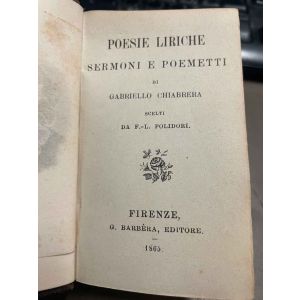 POESIE LIRICHE
SERMONI E POEMETTI
DI
GABRIELLO CHIABRERA
SCELTI
DA F.-L. POLIDORI.
FIRENZE,
G. BARBÈRA, EDITORE.
1865.